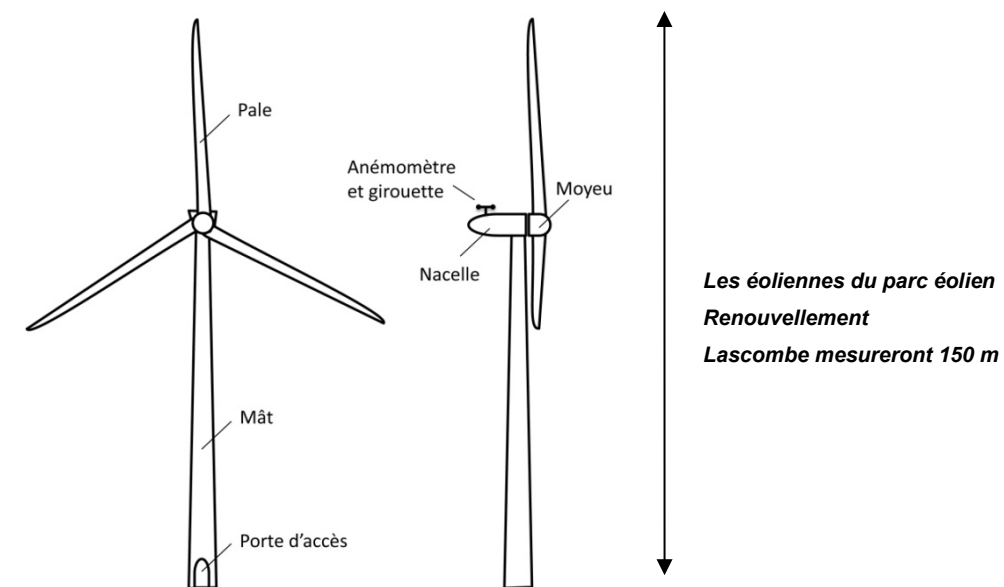 Pale
Anémomètre
et girouette
Moyeu
Nacelle
Les éoliennes du parc éolien
Renouvellement
Lascombe mesureront 150 m
Mât
Porte d'accès